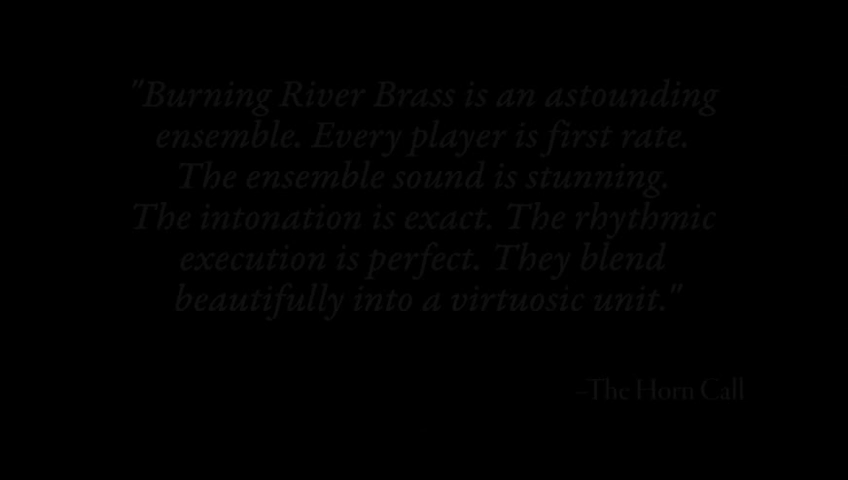 "Burning River Brass is an astounding
ensemble. Every player is first rate.
The ensemble sound is stunning.
The intonation is exact. The rhythmic
execution is perfect. They blend
beautifully into a virtuosic unit."
–The Horn Call